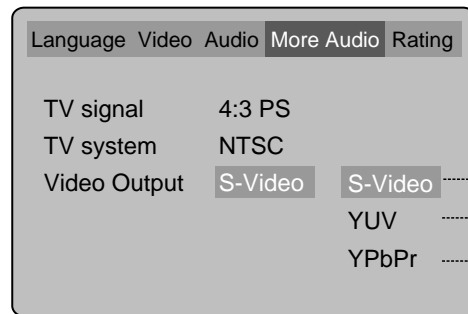 Language Video Audio More Audio Rating
TV signal 4:3 PS
TV system NTSC
Video Output S-Video S-Video
YUV
YPbPr